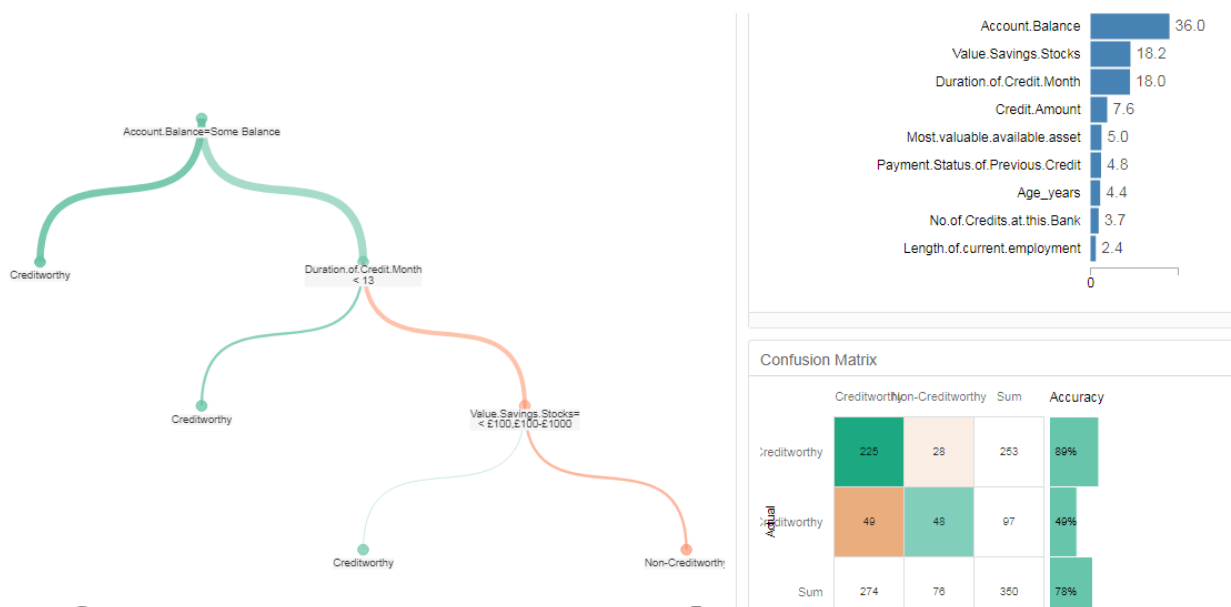 Account.Balance=Some Balance
Creditworthy
Duration.of.Credit.Month
< 13
Creditworthy
Value.Savings.Stocks=
< £100,£100-£1000
Creditworthy
Non-Creditworthy
Account.Balance 36.0
Value.Savings.Stocks 18.2
Duration.of.Credit.Month 18.0
Credit.Amount 7.6
Most.valuable.available.asset 5.0
Payment.Status.of.Previous.Credit 4.8
Age_years 4.4
No.of.Credits.at.this.Bank 3.7
Length.of.current.employment 2.4
0
Confusion Matrix
Creditworthy Non-Creditworthy Sum Accuracy
Creditworthy 225 28 253 89%
Actual
Creditworthy 49 48 97 49%
Sum 274 76 350 78%